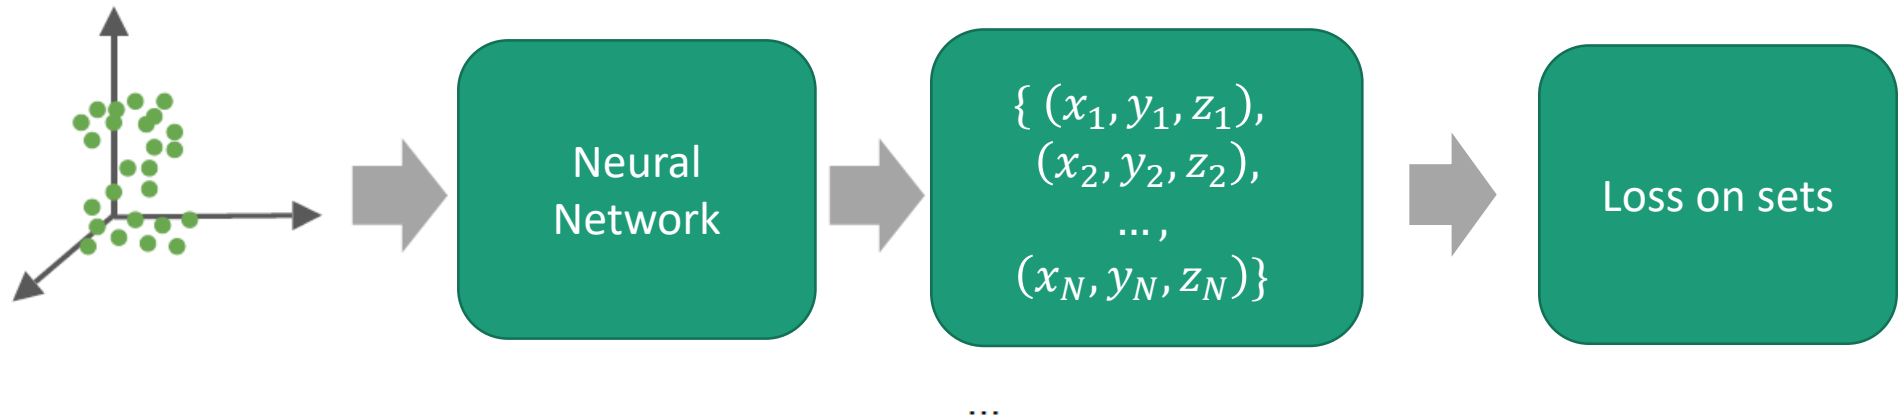 Neural
Network
{ (x₁, y₁, z₁),
(x₂, y₂, z₂),
… ,
(x_N, y_N, z_N)}
Loss on sets
...